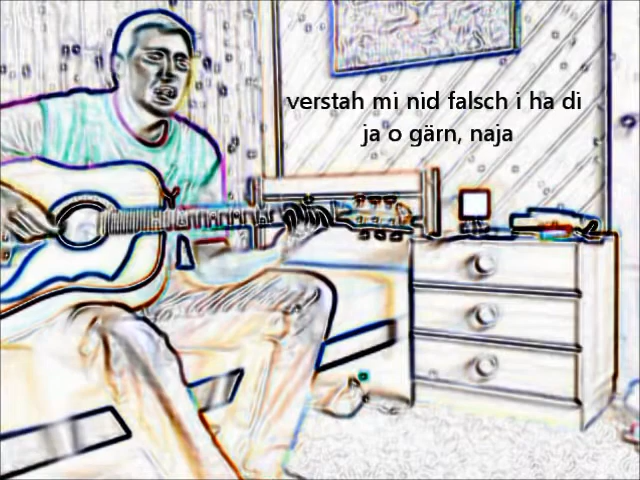 verstah mi nid falsch i ha di
ja o gärn, naja